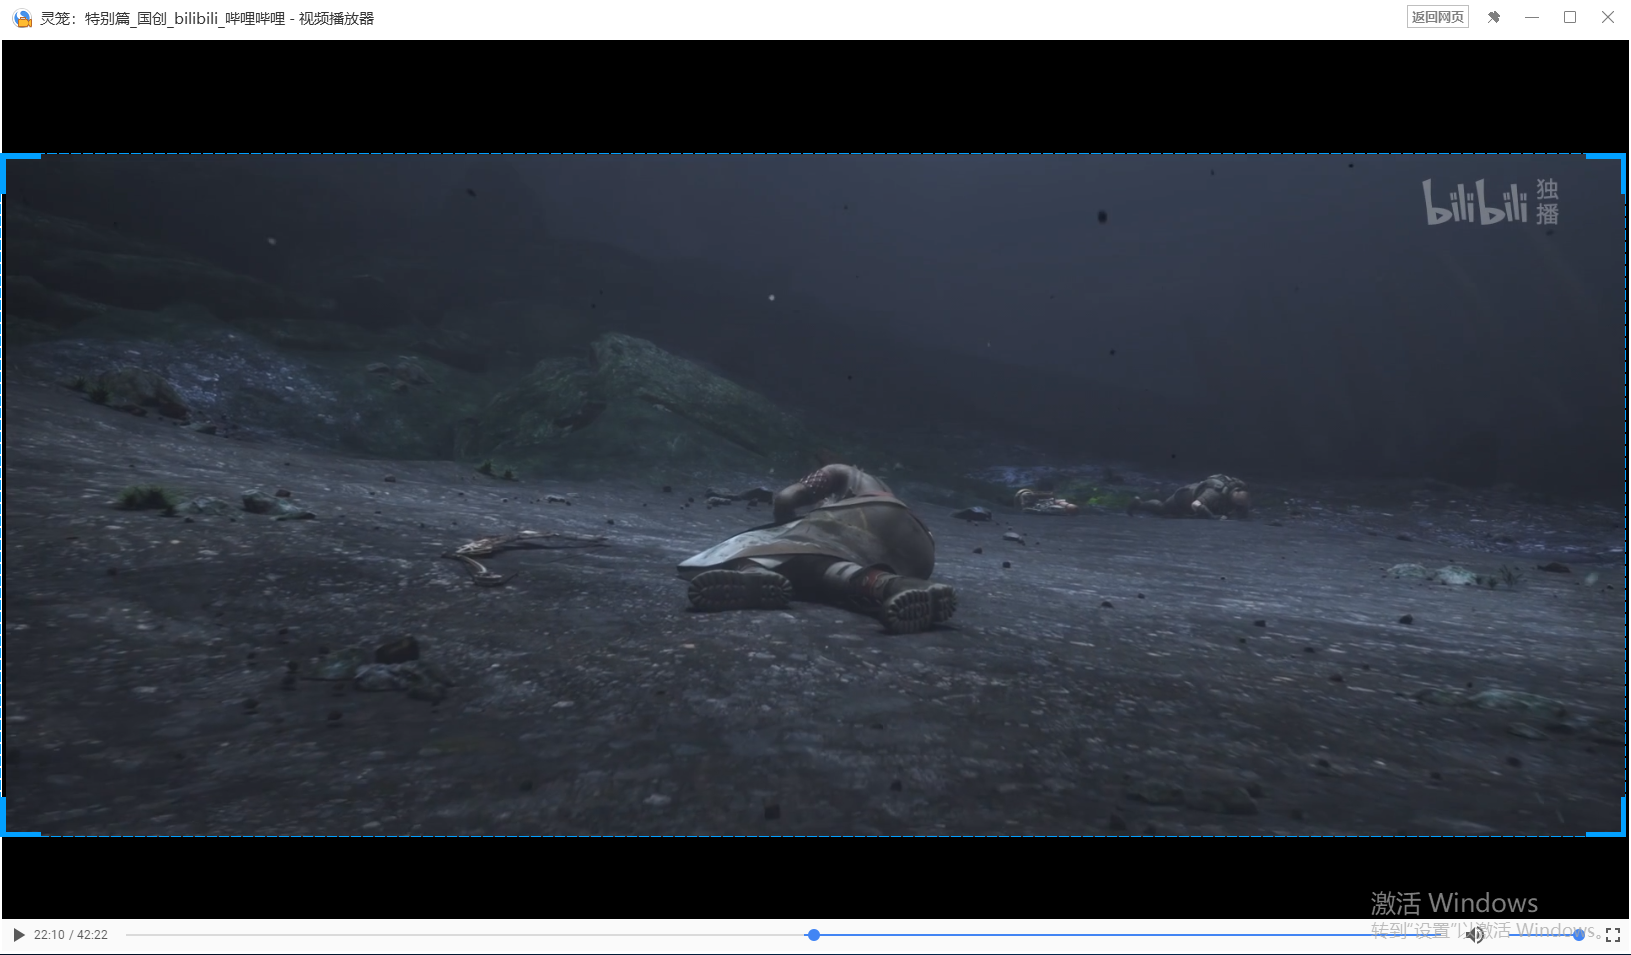 灵笼：特别篇_国创_bilibili_哔哩哔哩 - 视频播放器
返回网页
bilibili 独播
激活 Windows
转到“设置”以激活 Windows。
22:10 / 42:22